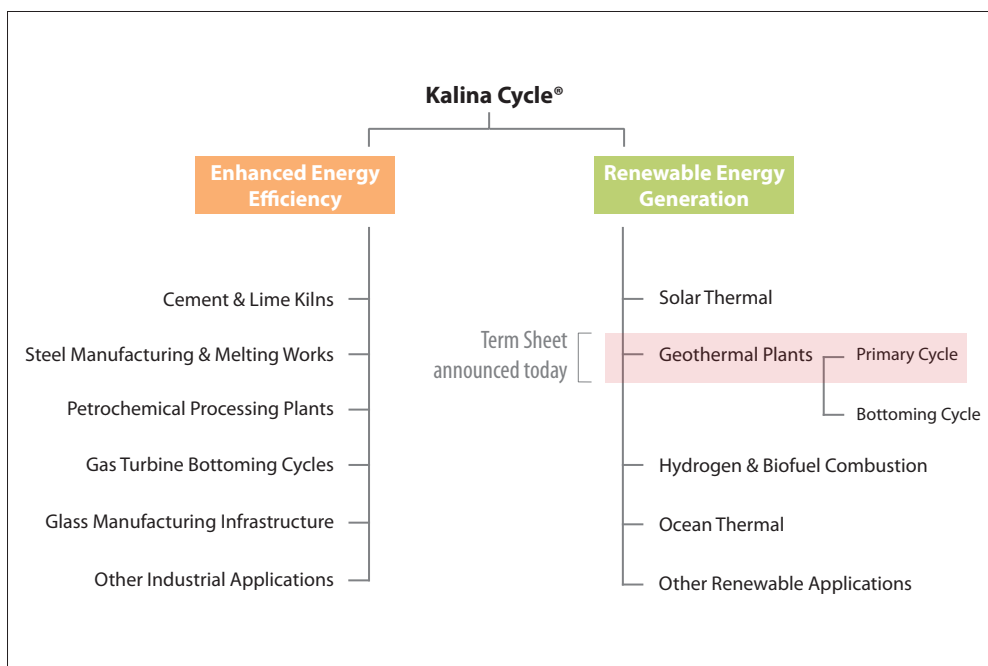 Kalina Cycle®
Enhanced Energy
Efficiency
Cement & Lime Kilns
Steel Manufacturing & Melting Works
Petrochemical Processing Plants
Gas Turbine Bottoming Cycles
Glass Manufacturing Infrastructure
Other Industrial Applications
Renewable Energy
Generation
Solar Thermal
Term Sheet
announced today
Geothermal Plants
Primary Cycle
Bottoming Cycle
Hydrogen & Biofuel Combustion
Ocean Thermal
Other Renewable Applications